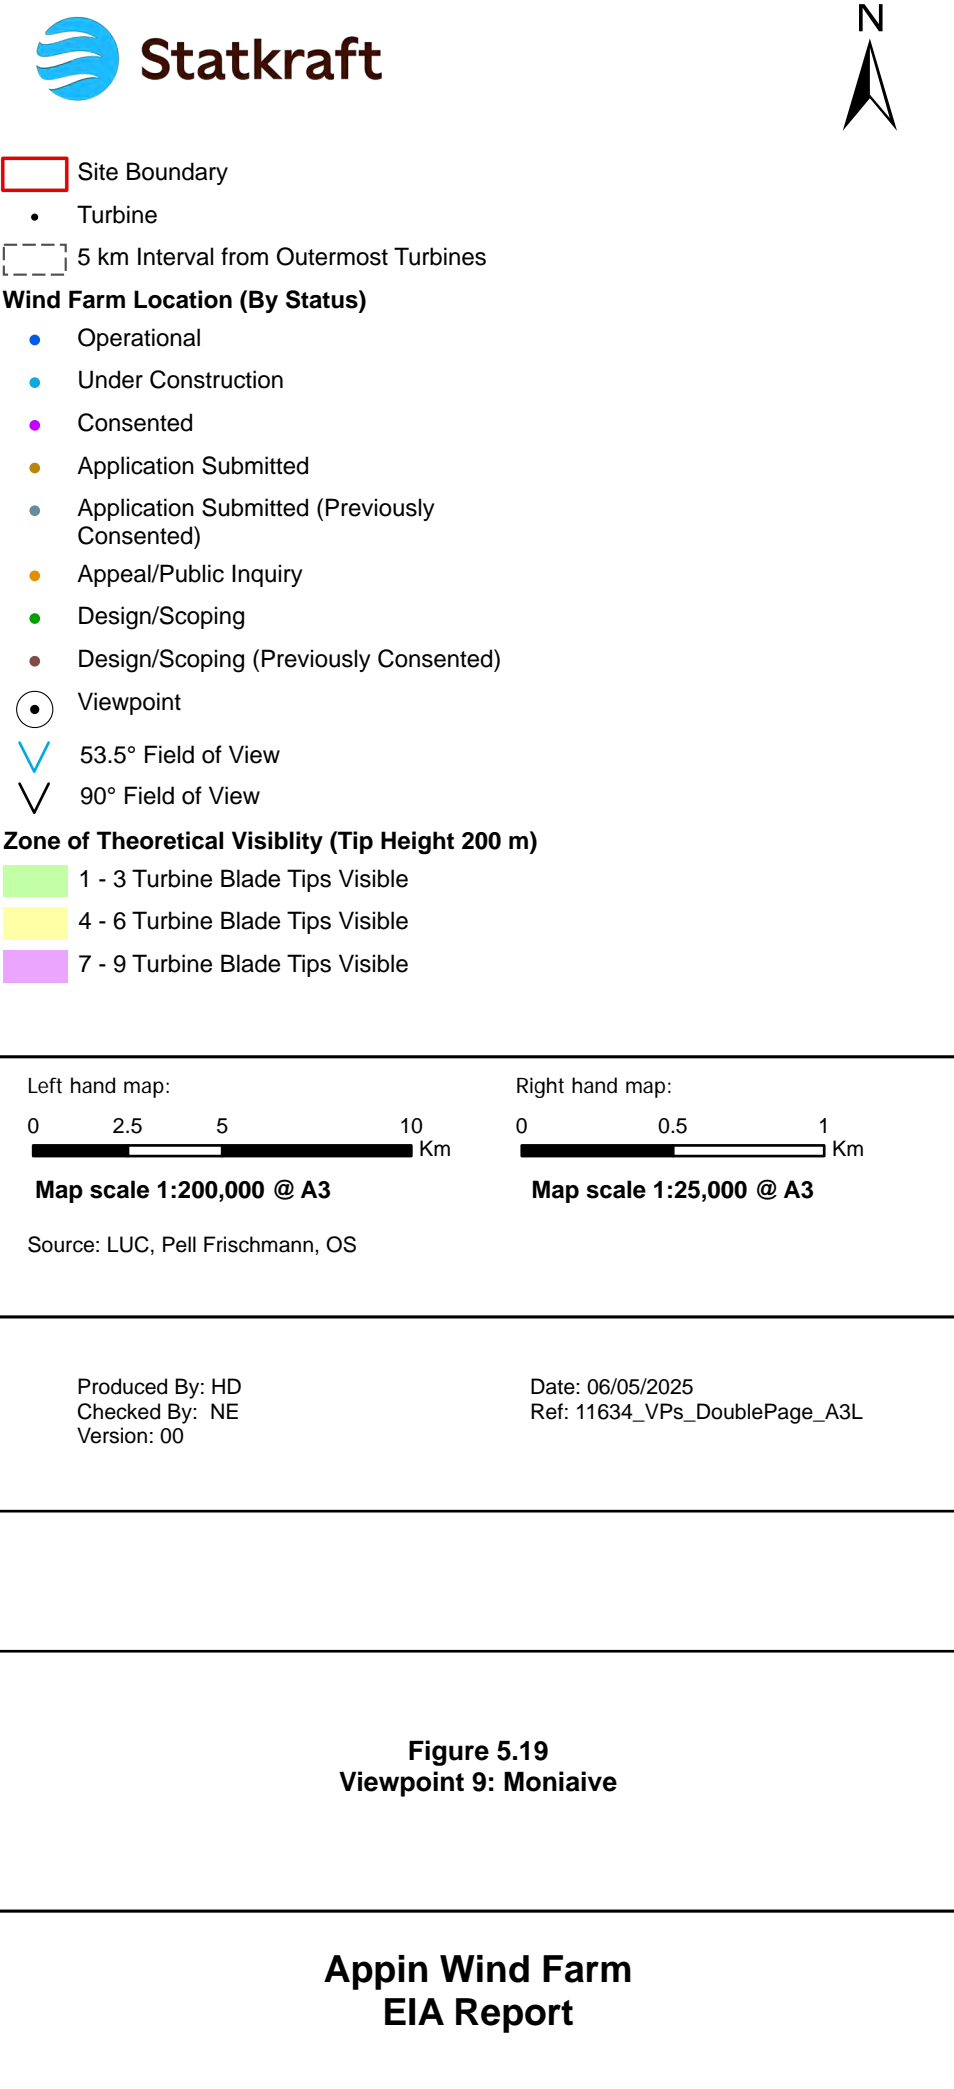 Statkraft
N
Site Boundary
Turbine
5 km Interval from Outermost Turbines
Wind Farm Location (By Status)
Operational
Under Construction
Consented
Application Submitted
Application Submitted (Previously
Consented)
Appeal/Public Inquiry
Design/Scoping
Design/Scoping (Previously Consented)
Viewpoint
53.5° Field of View
90° Field of View
Zone of Theoretical Visiblity (Tip Height 200 m)
1 - 3 Turbine Blade Tips Visible
4 - 6 Turbine Blade Tips Visible
7 - 9 Turbine Blade Tips Visible
Left hand map:
0 2.5 5 10
Km
Map scale 1:200,000 @ A3
Right hand map:
0 0.5 1
Km
Map scale 1:25,000 @ A3
Source: LUC, Pell Frischmann, OS
Produced By: HD
Checked By: NE
Version: 00
Date: 06/05/2025
Ref: 11634_VPs_DoublePage_A3L
Figure 5.19
Viewpoint 9: Moniaive
Appin Wind Farm
EIA Report